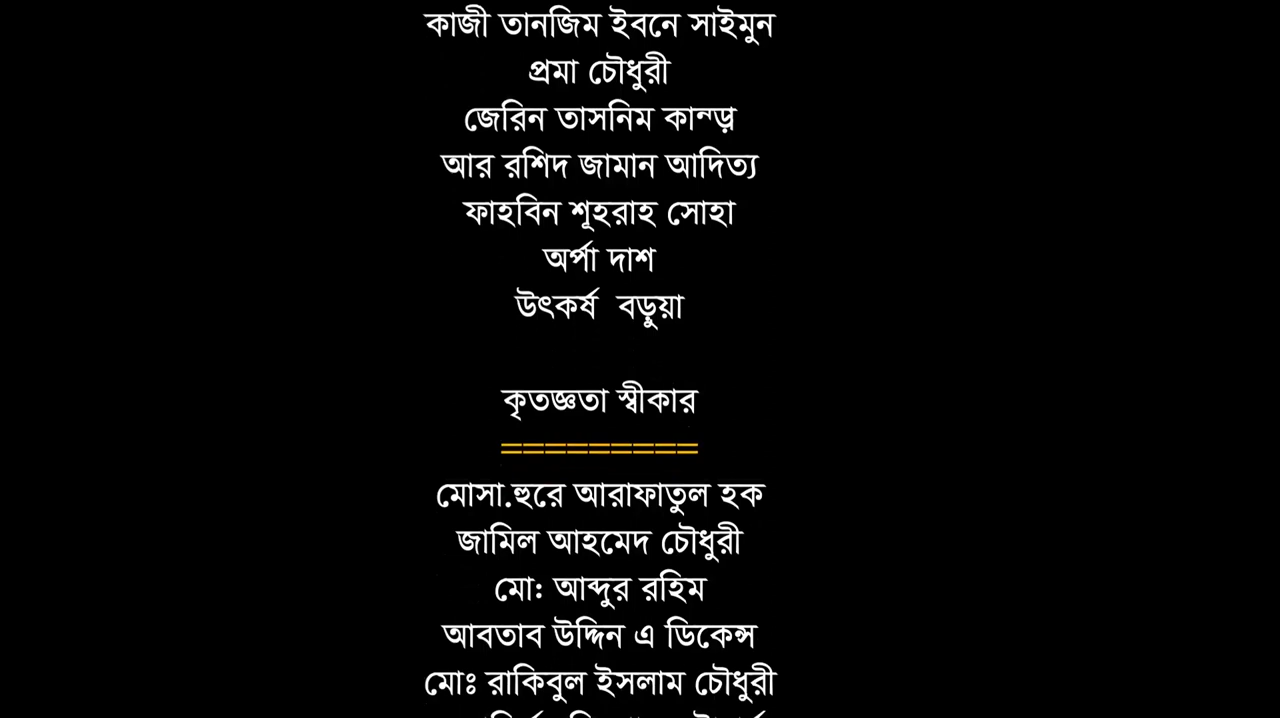 কাজী তানজিম ইবনে সাইমুন
প্রমা চৌধুরী
জেরিন তাসনিম
আর রশিদ জামান আদিত্য
ফাহবিন শূহরাহ সোহা
অর্পা দাশ
উৎকর্ষ বড়ুয়া
কৃতজ্ঞতা স্বীকার
=========
মোসা.হুরে আরাফাতুল হক
জামিল আহমেদ চৌধুরী
মো: আব্দুর রহিম
আবতাব উদ্দিন এ ডিকেন্স
মোঃ রাকিবুল ইসলাম চৌধুরী